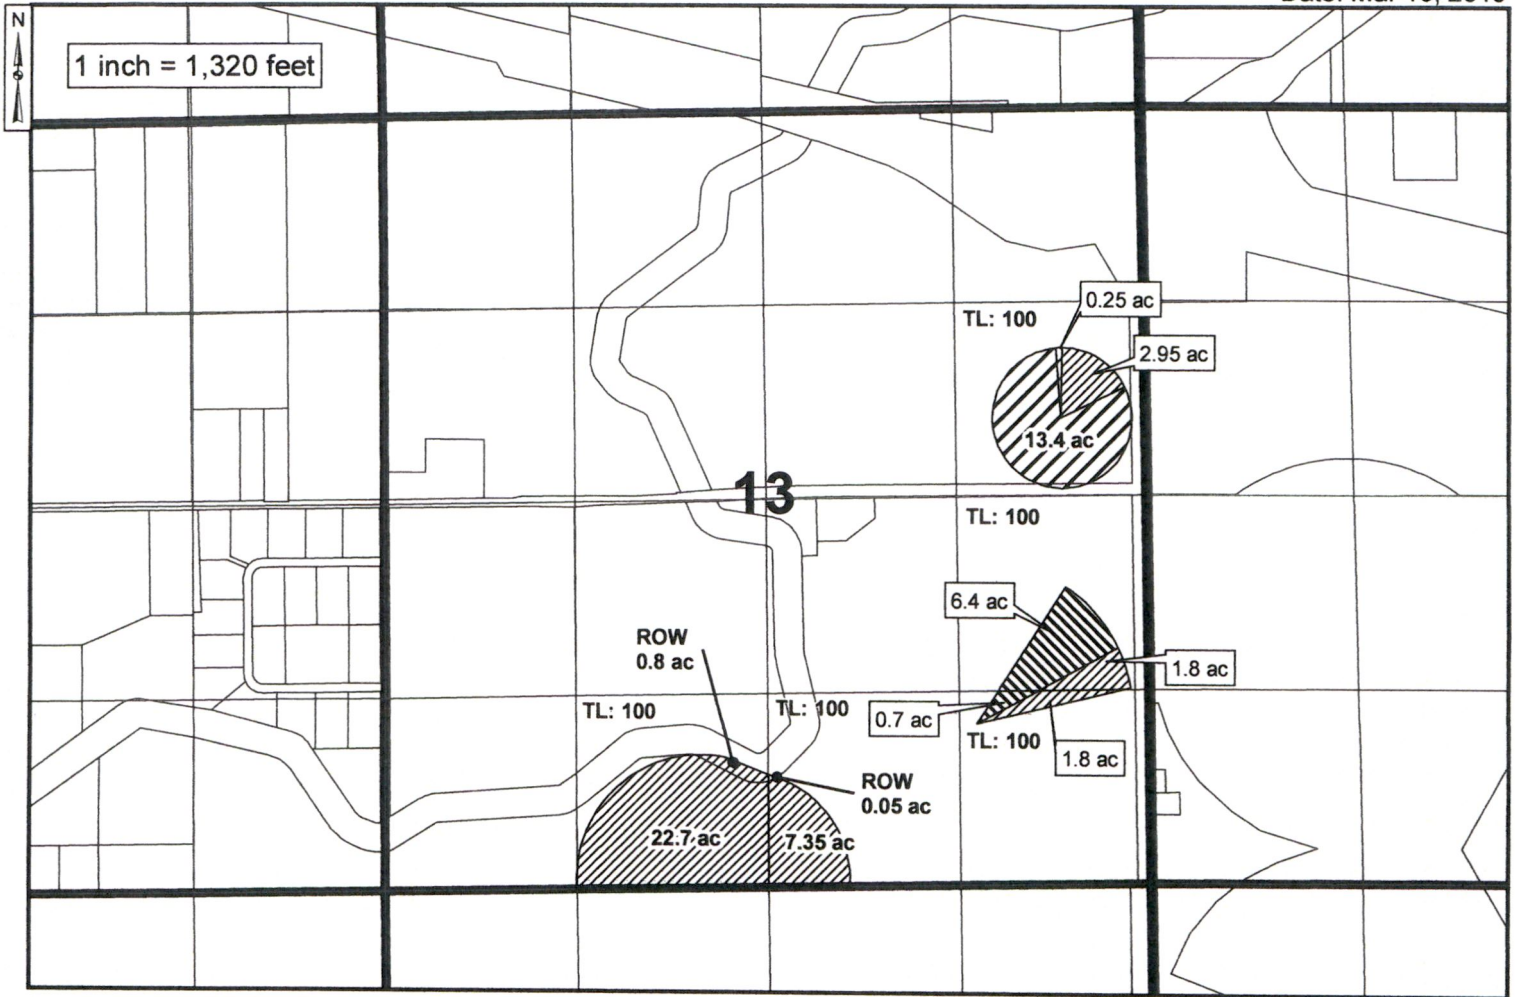 N
1 inch = 1,320 feet
TL: 100
0.25 ac
2.95 ac
13.4 ac
13
TL: 100
6.4 ac
1.8 ac
0.7 ac
TL: 100
1.8 ac
ROW
0.8 ac
TL: 100
TL: 100
ROW
0.05 ac
22.7 ac
7.35 ac